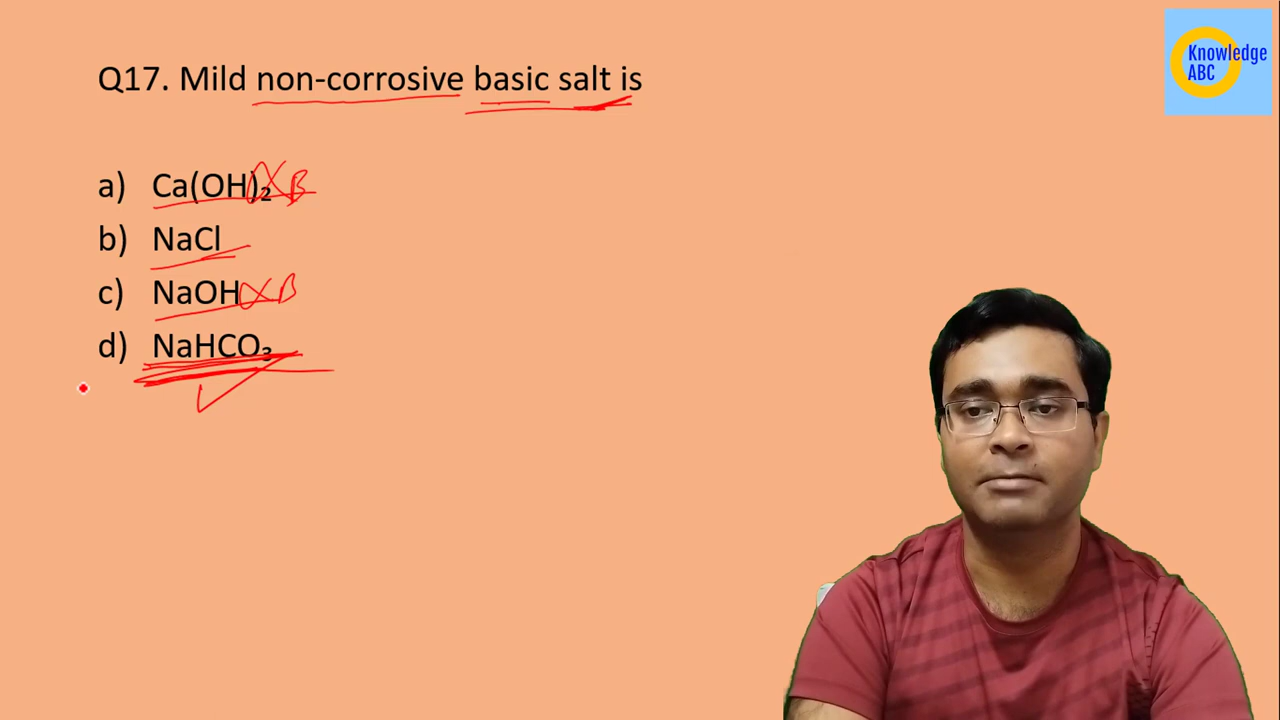 Knowledge
ABC
Q17. Mild non-corrosive basic salt is
a) Ca(OH)₂ B
b) NaCl
c) NaOH B
d) NaHCO₃